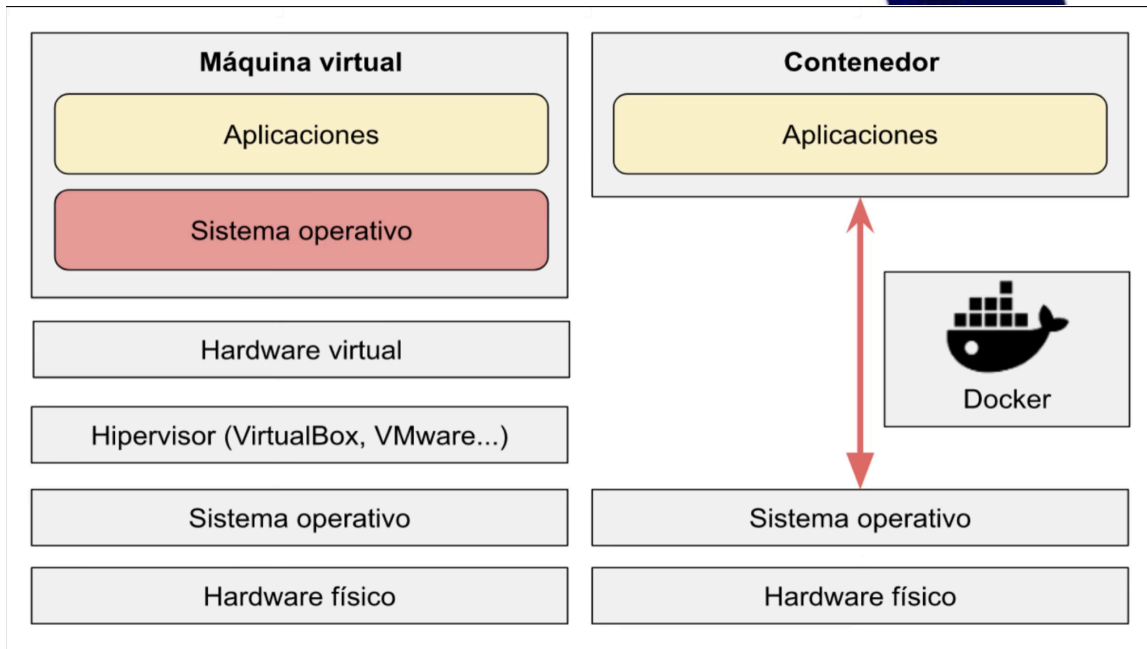 Máquina virtual
Aplicaciones
Sistema operativo
Hardware virtual
Hipervisor (VirtualBox, VMware...)
Sistema operativo
Hardware físico
Contenedor
Aplicaciones
Docker
Sistema operativo
Hardware físico